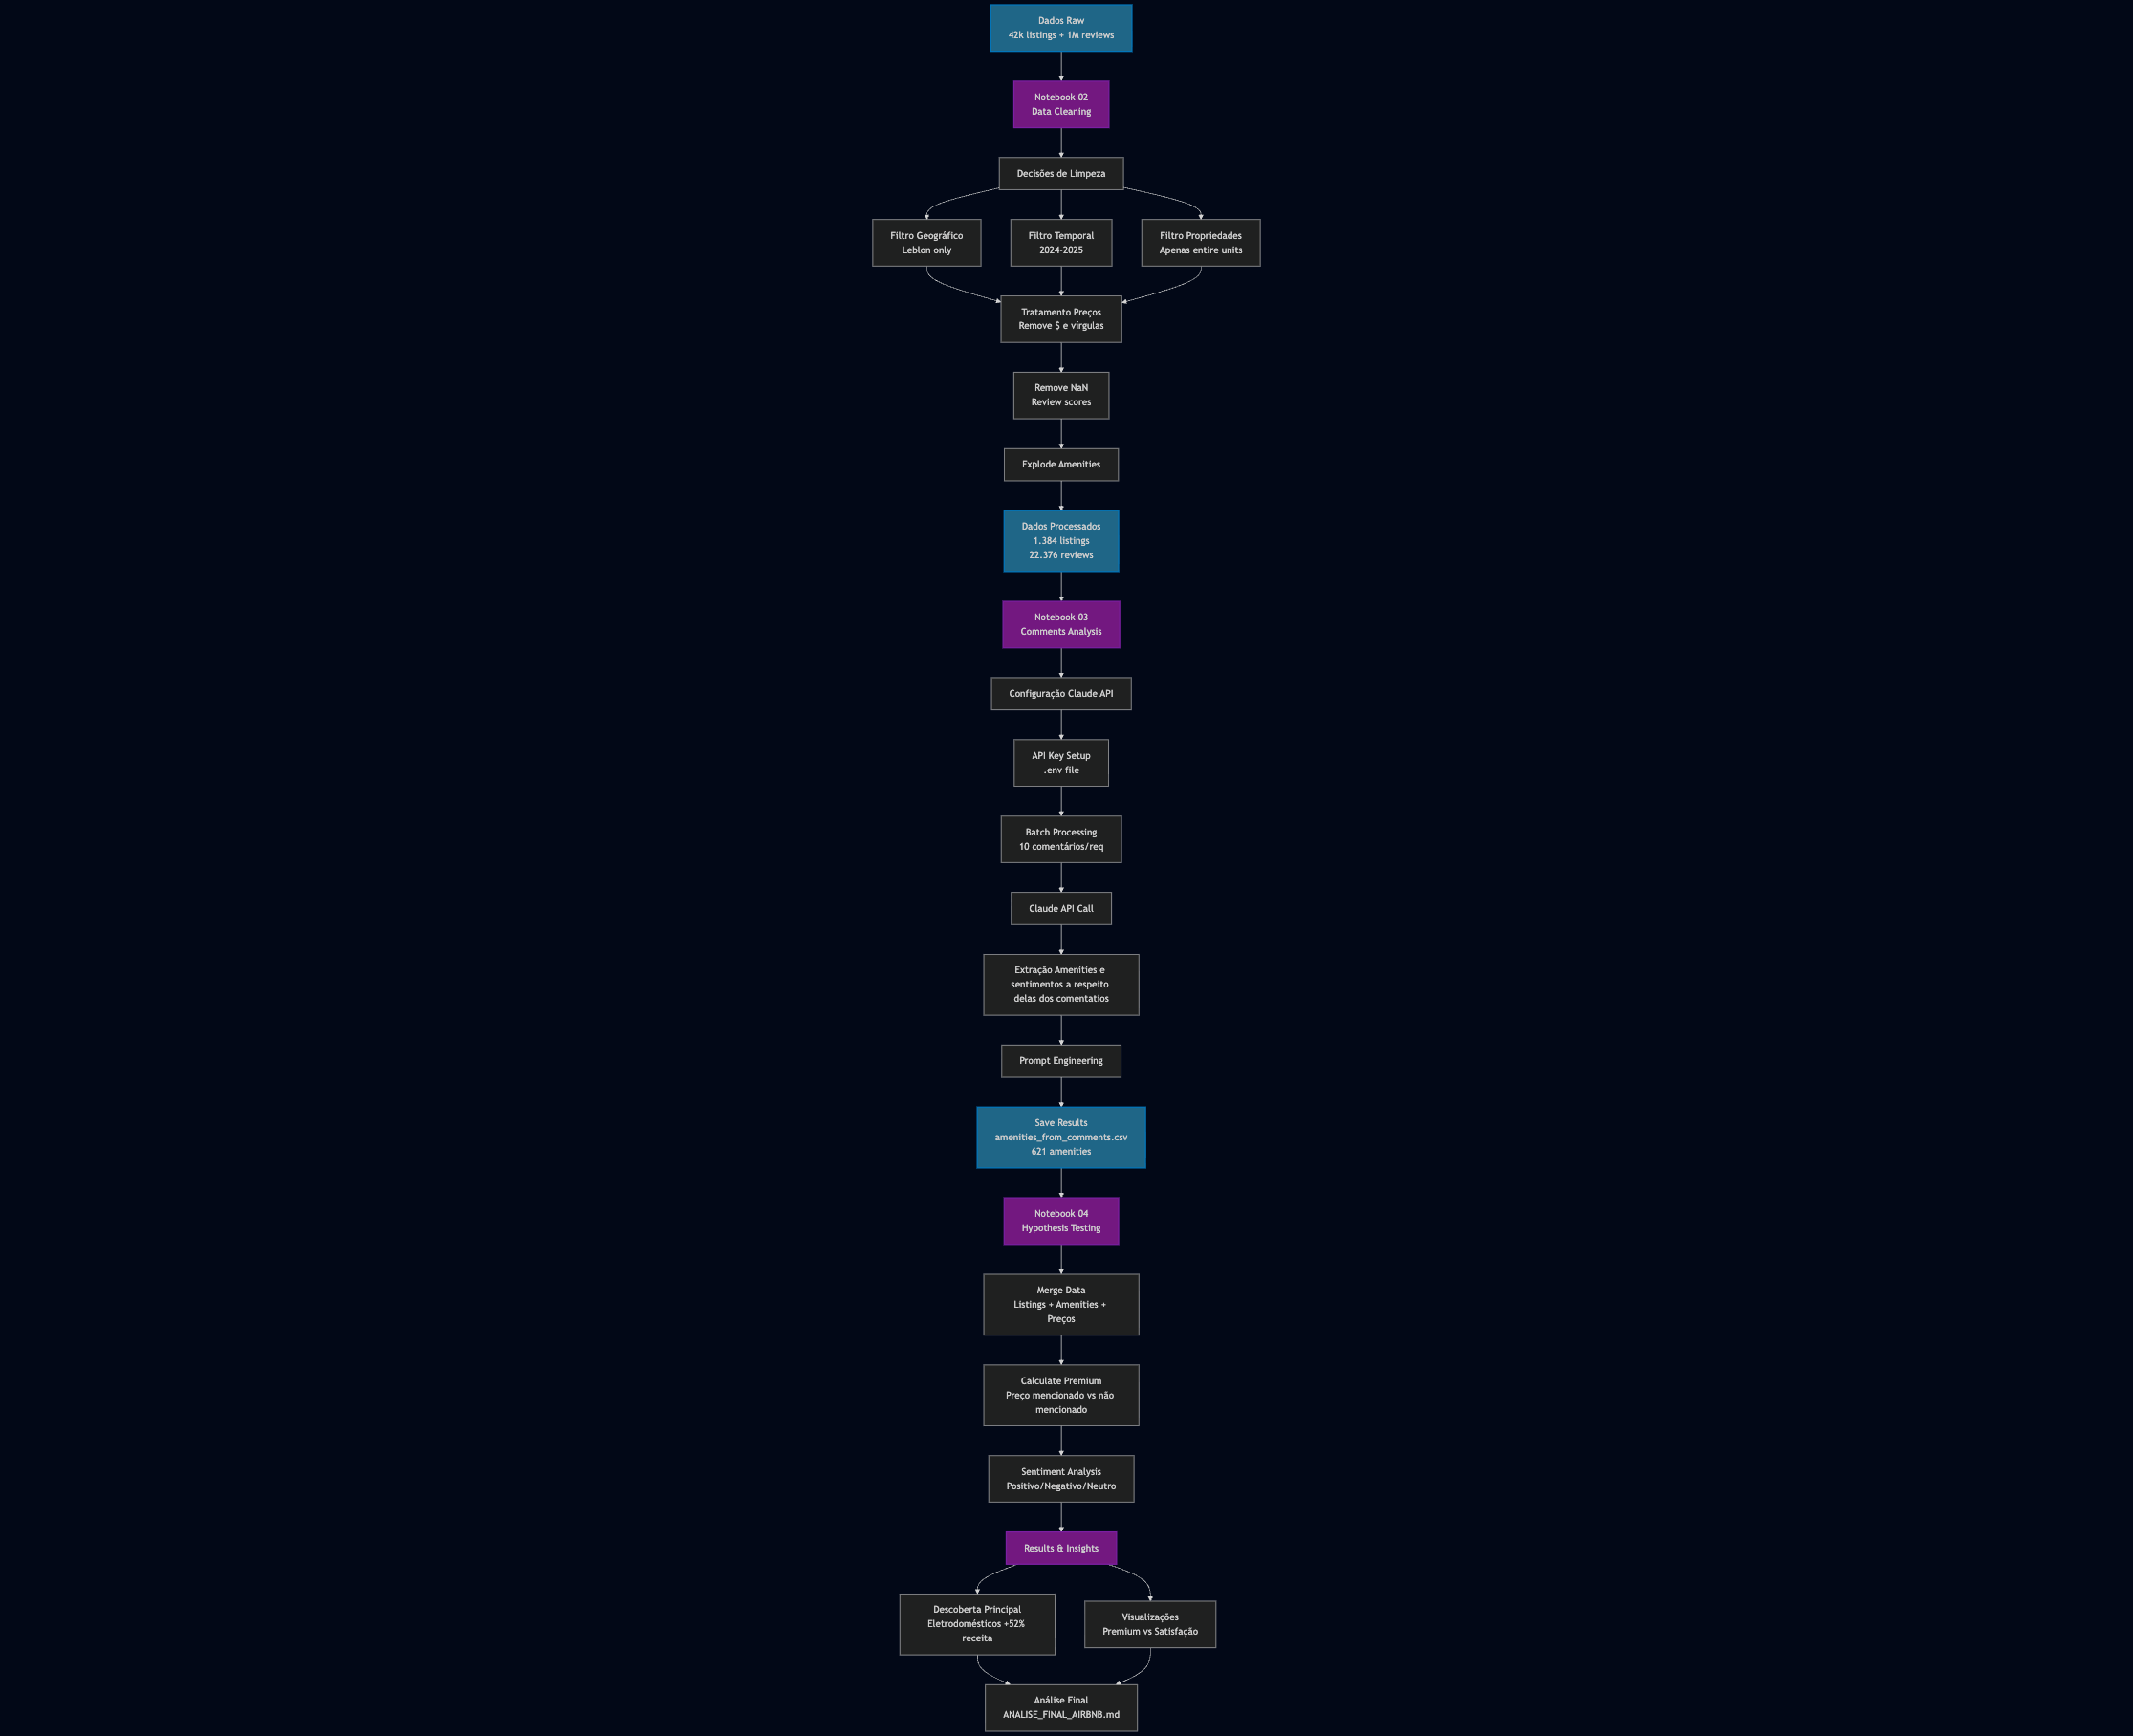 Dados Raw
42k listings + 1M reviews
Notebook 02
Data Cleaning
Decisões de Limpeza
Filtro Geográfico
Leblon only
Filtro Temporal
2024-2025
Filtro Propriedades
Apenas entire units
Tratamento Preços
Remove $ e vírgulas
Remove NaN
Review scores
Explode Amenities
Dados Processados
1.384 listings
22.376 reviews
Notebook 03
Comments Analysis
Configuração Claude API
API Key Setup
.env file
Batch Processing
10 comentários/req
Claude API Call
Extração Amenities e
sentimentos a respeito
delas dos comentatios
Prompt Engineering
Save Results
amenities_from_comments.csv
621 amenities
Notebook 04
Hypothesis Testing
Merge Data
Listings + Amenities +
Preços
Calculate Premium
Preço mencionado vs não
mencionado
Sentiment Analysis
Positivo/Negativo/Neutro
Results & Insights
Descoberta Principal
Eletrodomésticos +52%
receita
Visualizações
Premium vs Satisfação
Análise Final
ANALISE_FINAL_AIRBNB.md